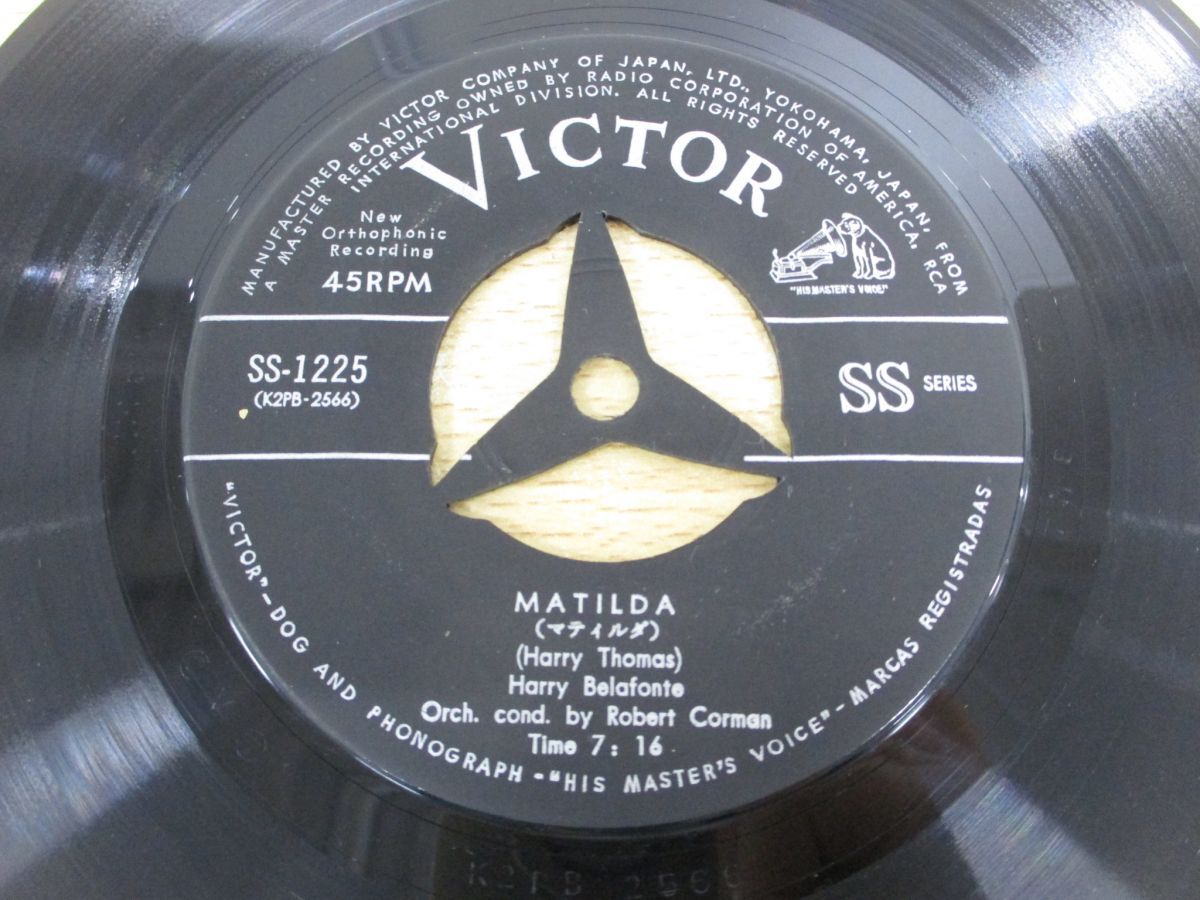 MANUFACTURED BY VICTOR COMPANY OF JAPAN, LTD., YOKOHAMA, JAPAN, FROM
A MASTER RECORDING OWNED BY RADIO CORPORATION OF AMERICA, RCA
INTERNATIONAL DIVISION. ALL RIGHTS RESERVED
VICTOR
New
Orthophonic
Recording
45RPM
"HIS MASTER'S VOICE"
SS-1225
(K2PB-2566)
SS SERIES
MATILDA
(マティルダ)
(Harry Thomas)
Harry Belafonte
Orch. cond. by Robert Corman
Time 7: 16
"VICTOR"-DOG AND PHONOGRAPH-"HIS MASTER'S VOICE"-MARCAS REGISTRADAS
K2PB 2566